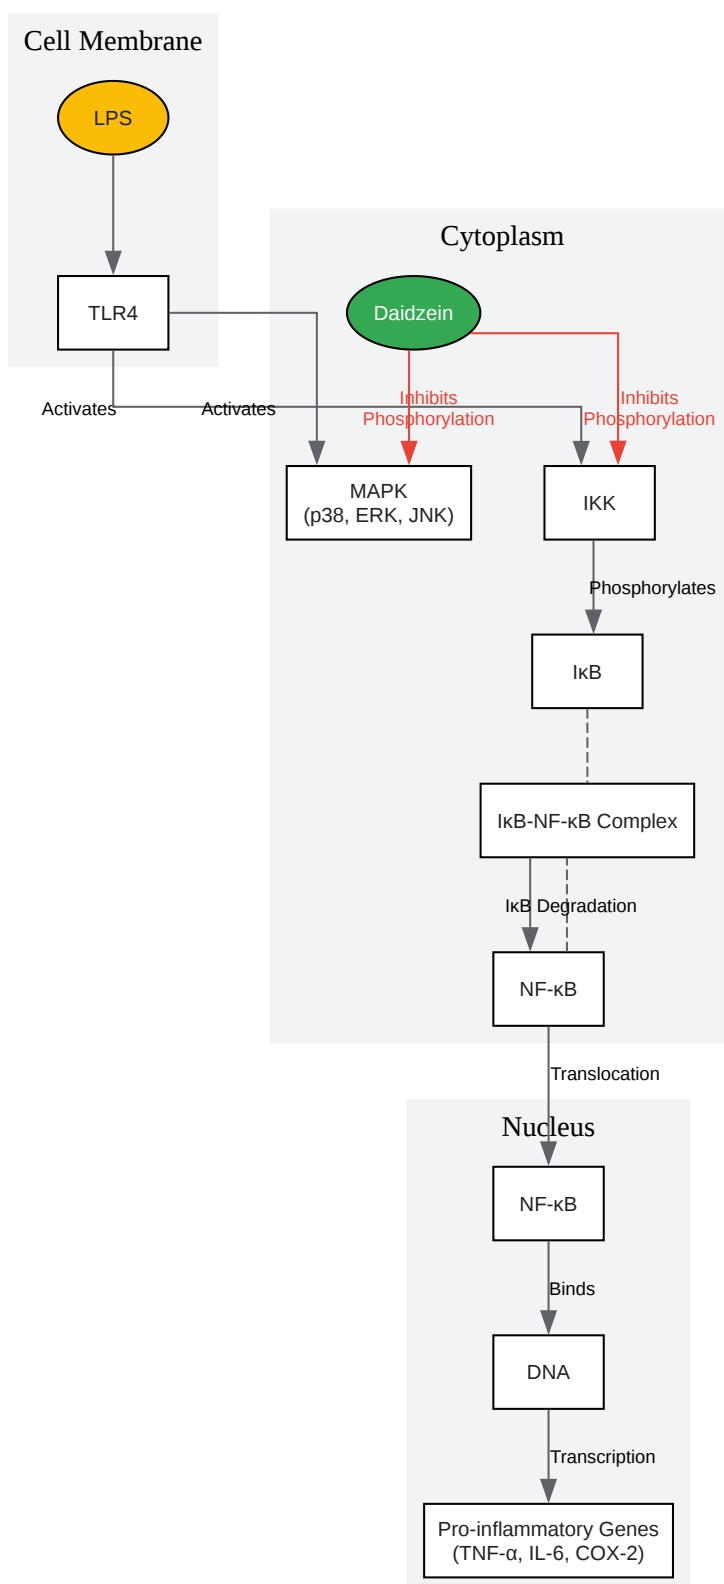 Cell Membrane
LPS
TLR4
Activates
Activates
Cytoplasm
Daidzein
Inhibits
Phosphorylation
Inhibits
Phosphorylation
MAPK
(p38, ERK, JNK)
IKK
Phosphorylates
IκB
IκB-NF-κB Complex
IκB Degradation
NF-κB
Translocation
Nucleus
NF-κB
Binds
DNA
Transcription
Pro-inflammatory Genes
(TNF-α, IL-6, COX-2)